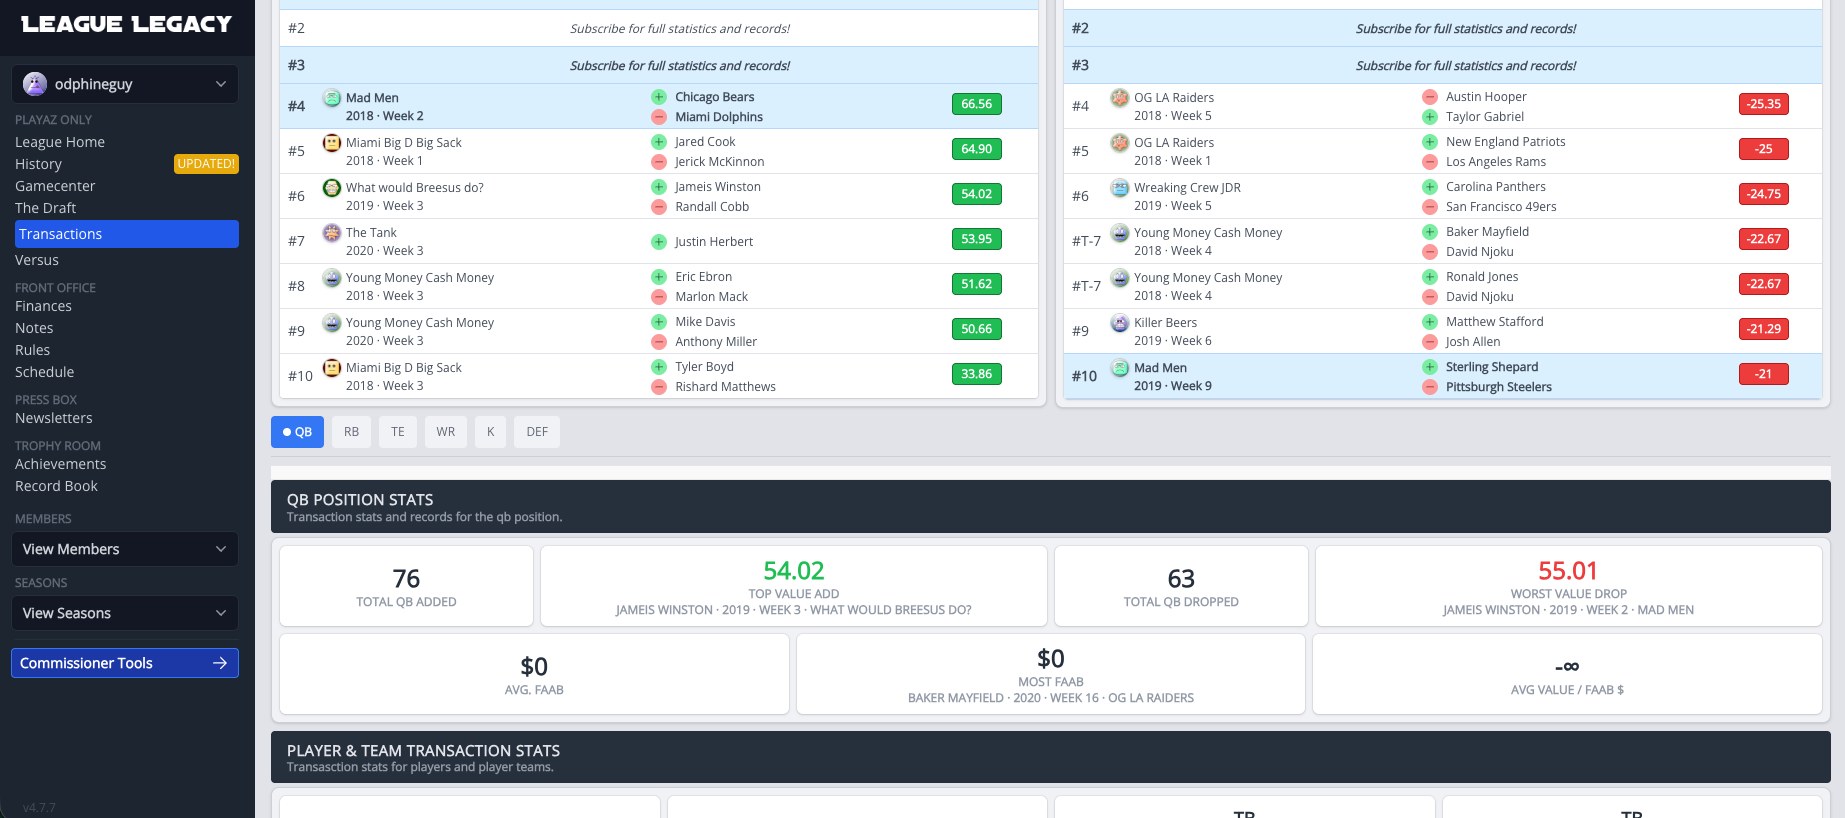 LEAGUE LEGACY
odphineguy
PLAYAZ ONLY
League Home
History
UPDATED!
Gamecenter
The Draft
Transactions
Versus
FRONT OFFICE
Finances
Notes
Rules
Schedule
PRESS BOX
Newsletters
TROPHY ROOM
Achievements
Record Book
MEMBERS
View Members
SEASONS
View Seasons
Commissioner Tools
v4.7.7
#2
Subscribe for full statistics and records!
#3
Subscribe for full statistics and records!
#4
Mad Men
2018 · Week 2
Chicago Bears
Miami Dolphins
66.56
#5
Miami Big D Big Sack
2018 · Week 1
Jared Cook
Jerick McKinnon
64.90
#6
What would Breesus do?
2019 · Week 3
Jameis Winston
Randall Cobb
54.02
#7
The Tank
2020 · Week 3
Justin Herbert
53.95
#8
Young Money Cash Money
2018 · Week 3
Eric Ebron
Marlon Mack
51.62
#9
Young Money Cash Money
2020 · Week 3
Mike Davis
Anthony Miller
50.66
#10
Miami Big D Big Sack
2018 · Week 3
Tyler Boyd
Rishard Matthews
33.86
#2
Subscribe for full statistics and records!
#3
Subscribe for full statistics and records!
#4
OG LA Raiders
2018 · Week 5
Austin Hooper
Taylor Gabriel
-25.35
#5
OG LA Raiders
2018 · Week 1
New England Patriots
Los Angeles Rams
-25
#6
Wreaking Crew JDR
2019 · Week 5
Carolina Panthers
San Francisco 49ers
-24.75
#T-7
Young Money Cash Money
2018 · Week 4
Baker Mayfield
David Njoku
-22.67
#T-7
Young Money Cash Money
2018 · Week 4
Ronald Jones
David Njoku
-22.67
#9
Killer Beers
2019 · Week 6
Matthew Stafford
Josh Allen
-21.29
#10
Mad Men
2019 · Week 9
Sterling Shepard
Pittsburgh Steelers
-21
QB
RB
TE
WR
K
DEF
QB POSITION STATS
Transaction stats and records for the qb position.
76
TOTAL QB ADDED
54.02
TOP VALUE ADD
JAMEIS WINSTON · 2019 · WEEK 3 · WHAT WOULD BREESUS DO?
63
TOTAL QB DROPPED
55.01
WORST VALUE DROP
JAMEIS WINSTON · 2019 · WEEK 2 · MAD MEN
$0
AVG. FAAB
$0
MOST FAAB
BAKER MAYFIELD · 2020 · WEEK 16 · OG LA RAIDERS
-∞
AVG VALUE / FAAB $
PLAYER & TEAM TRANSACTION STATS
Transasction stats for players and player teams.